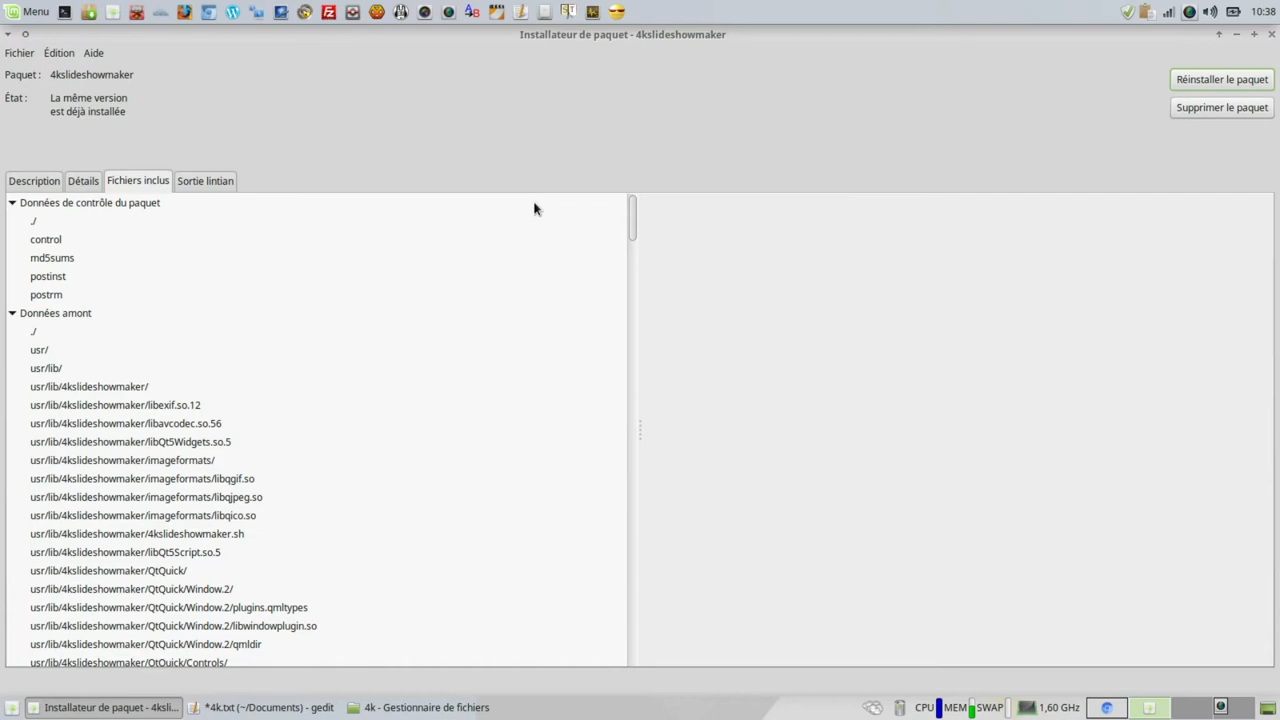 Menu
10:38
Installateur de paquet - 4kslideshowmaker
Fichier Édition Aide
Paquet : 4kslideshowmaker
Réinstaller le paquet
État : La même version
est déjà installée
Supprimer le paquet
Description Détails Fichiers inclus Sortie lintian
Données de contrôle du paquet
./
control
md5sums
postinst
postrm
Données amont
./
usr/
usr/lib/
usr/lib/4kslideshowmaker/
usr/lib/4kslideshowmaker/libexif.so.12
usr/lib/4kslideshowmaker/libavcodec.so.56
usr/lib/4kslideshowmaker/libQt5Widgets.so.5
usr/lib/4kslideshowmaker/imageformats/
usr/lib/4kslideshowmaker/imageformats/libqgif.so
usr/lib/4kslideshowmaker/imageformats/libqjpeg.so
usr/lib/4kslideshowmaker/imageformats/libqico.so
usr/lib/4kslideshowmaker/4kslideshowmaker.sh
usr/lib/4kslideshowmaker/libQt5Script.so.5
usr/lib/4kslideshowmaker/QtQuick/
usr/lib/4kslideshowmaker/QtQuick/Window.2/
usr/lib/4kslideshowmaker/QtQuick/Window.2/plugins.qmltypes
usr/lib/4kslideshowmaker/QtQuick/Window.2/libwindowplugin.so
usr/lib/4kslideshowmaker/QtQuick/Window.2/qmldir
usr/lib/4kslideshowmaker/QtQuick/Controls/
Installateur de paquet - 4ksli... *4k.txt (~/Documents) - gedit 4k - Gestionnaire de fichiers CPU MEM SWAP 1,60 GHz